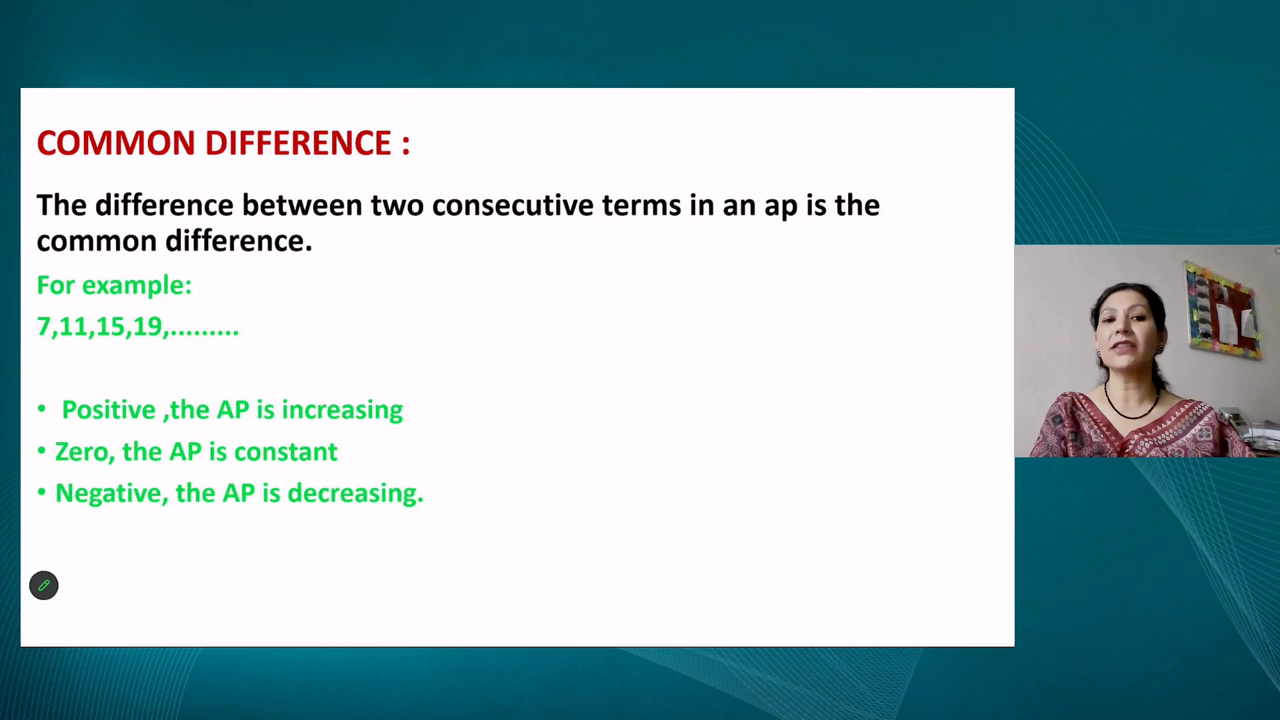 COMMON DIFFERENCE :
The difference between two consecutive terms in an ap is the
common difference.
For example:
7,11,15,19,.........
• Positive ,the AP is increasing
• Zero, the AP is constant
• Negative, the AP is decreasing.